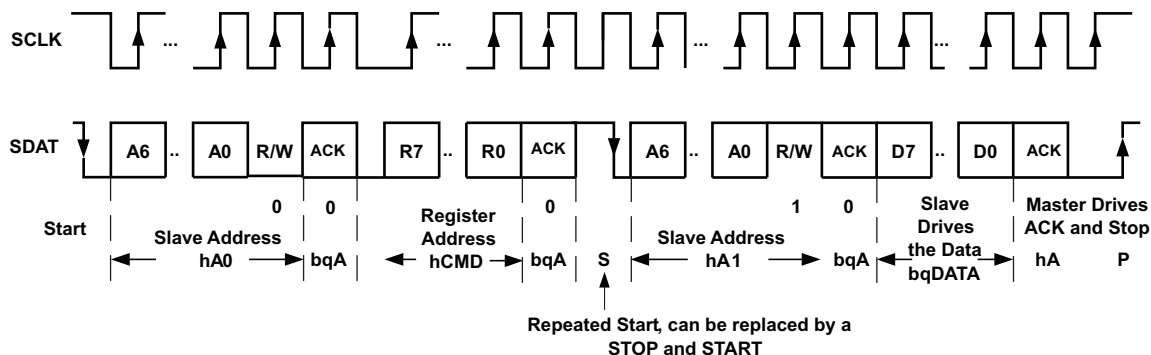 SCLK ... ... ... ...
SDAT A6 .. A0 R/W ACK R7 .. R0 ACK A6 .. A0 R/W ACK D7 .. D0 ACK
0 0 0 1 0
Start
Slave Address
hA0
bqA
Register
Address
hCMD
bqA
S
Slave Address
hA1
bqA
Slave
Drives
the Data
bqDATA
Master Drives
ACK and Stop
hA
P
Repeated Start, can be replaced by a
STOP and START